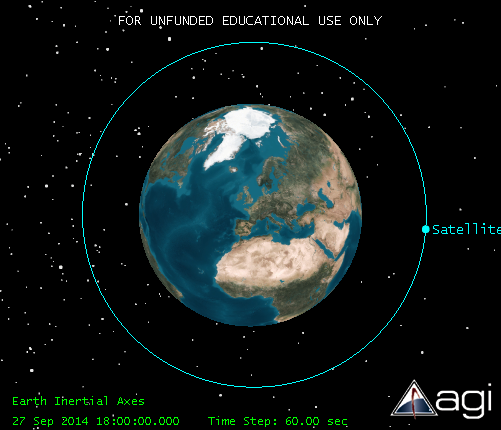 FOR UNFUNDED EDUCATIONAL USE ONLY
Satellite
Earth Inertial Axes
27 Sep 2014 18:00:00.000 Time Step: 60.00 sec
agi